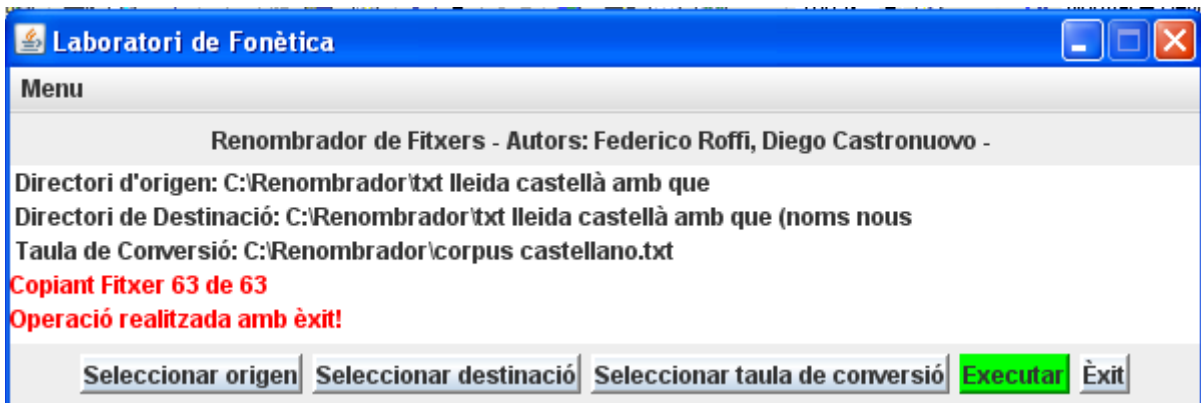 Laboratori de Fonètica
Menu
Renombrador de Fitxers - Autors: Federico Roffi, Diego Castronuovo -
Directori d'origen: C:\Renombrador\txt lleida castellà amb que
Directori de Destinació: C:\Renombrador\txt lleida castellà amb que (noms nous
Taula de Conversió: C:\Renombrador\corpus castellano.txt
Copiant Fitxer 63 de 63
Operació realitzada amb èxit!
Seleccionar origen Seleccionar destinació Seleccionar taula de conversió Executar Èxit